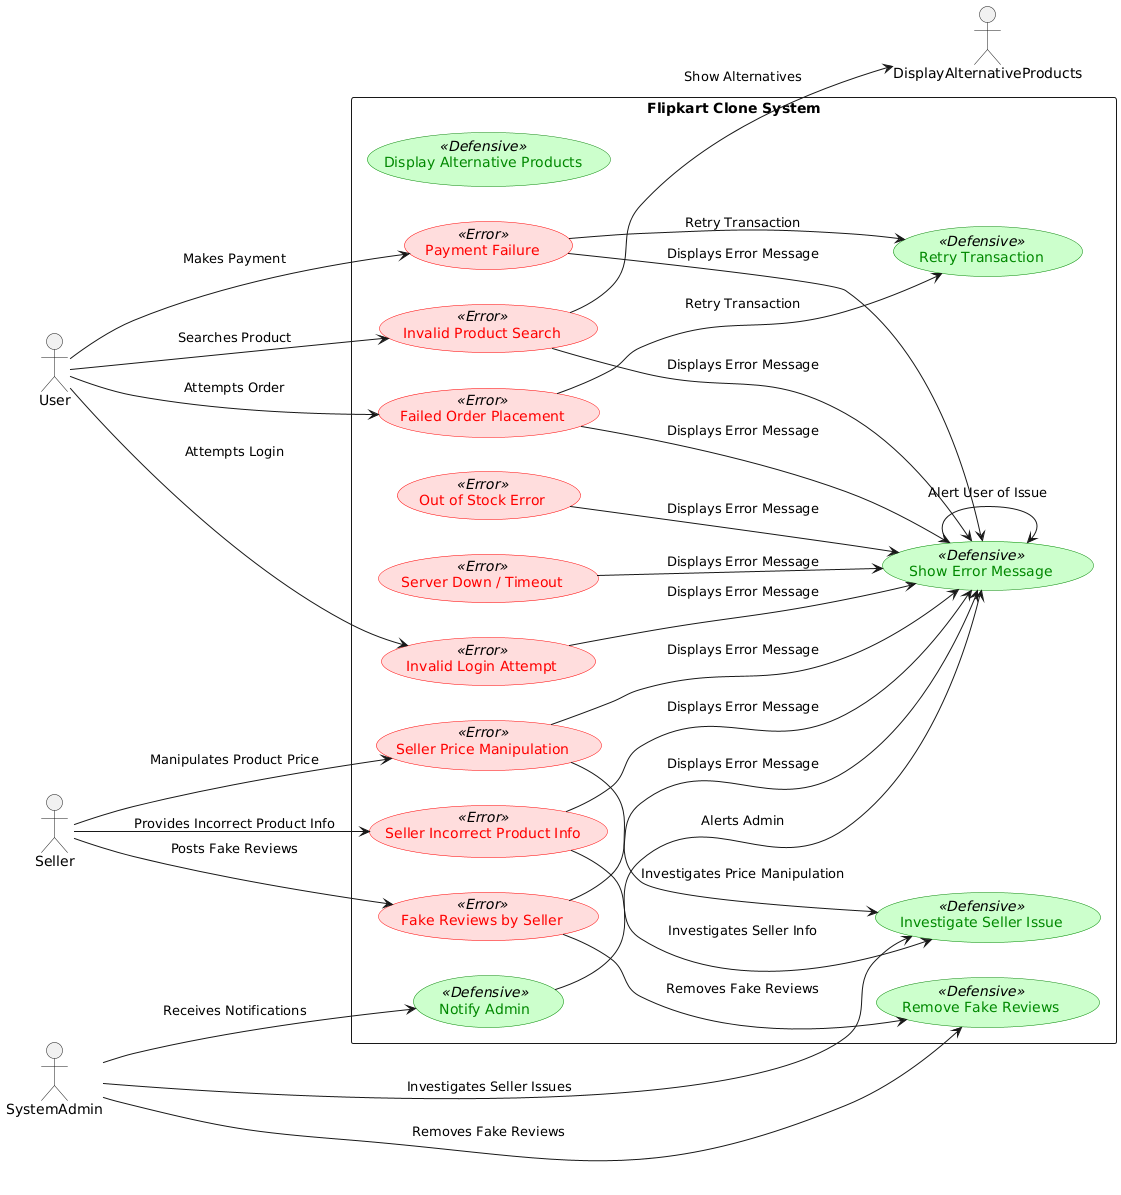 DisplayAlternativeProducts
Show Alternatives
Flipkart Clone System
«Defensive»
Display Alternative Products
«Error»
Payment Failure
Retry Transaction
Displays Error Message
«Defensive»
Retry Transaction
Makes Payment
«Error»
Invalid Product Search
Retry Transaction
Searches Product
Displays Error Message
User
Attempts Order
«Error»
Failed Order Placement
Displays Error Message
Attempts Login
«Error»
Out of Stock Error
Displays Error Message
Alert User of Issue
«Error»
Server Down / Timeout
Displays Error Message
«Defensive»
Show Error Message
Displays Error Message
«Error»
Invalid Login Attempt
Displays Error Message
«Error»
Seller Price Manipulation
Displays Error Message
Manipulates Product Price
Displays Error Message
«Error»
Seller Incorrect Product Info
Provides Incorrect Product Info
Alerts Admin
Seller
Posts Fake Reviews
Investigates Price Manipulation
«Error»
Fake Reviews by Seller
Investigates Seller Info
«Defensive»
Investigate Seller Issue
Removes Fake Reviews
«Defensive»
Notify Admin
«Defensive»
Remove Fake Reviews
Receives Notifications
Investigates Seller Issues
SystemAdmin
Removes Fake Reviews